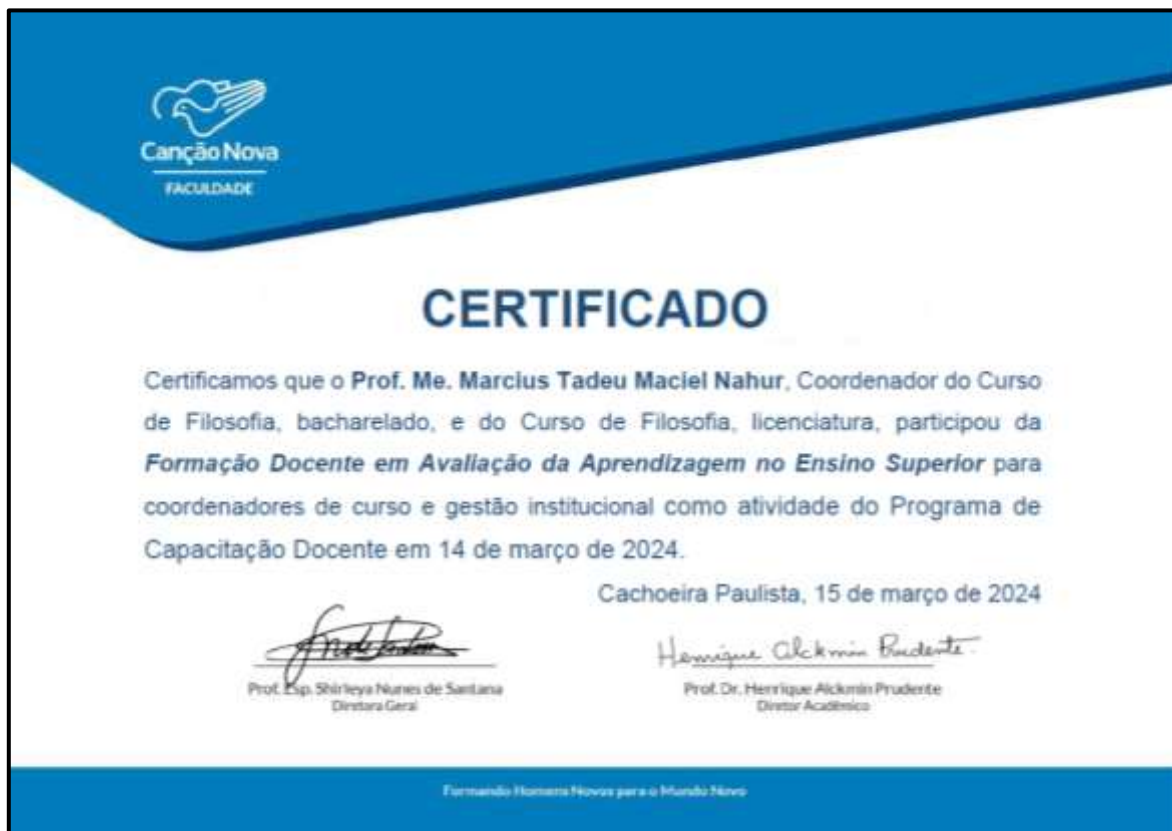 Canção Nova
FACULDADE
CERTIFICADO
Certificamos que o Prof. Me. Marcius Tadeu Maciel Nahur, Coordenador do Curso
de Filosofia, bacharelado, e do Curso de Filosofia, licenciatura, participou da
Formação Docente em Avaliação da Aprendizagem no Ensino Superior para
coordenadores de curso e gestão institucional como atividade do Programa de
Capacitação Docente em 14 de março de 2024.
Cachoeira Paulista, 15 de março de 2024
Henrique Alckmin Prudente
Prof. Esp. Shirleya Nunes de Santana
Diretora Geral
Prof. Dr. Henrique Alckmin Prudente
Diretor Acadêmico
Formando Homens Novos para o Mundo Novo